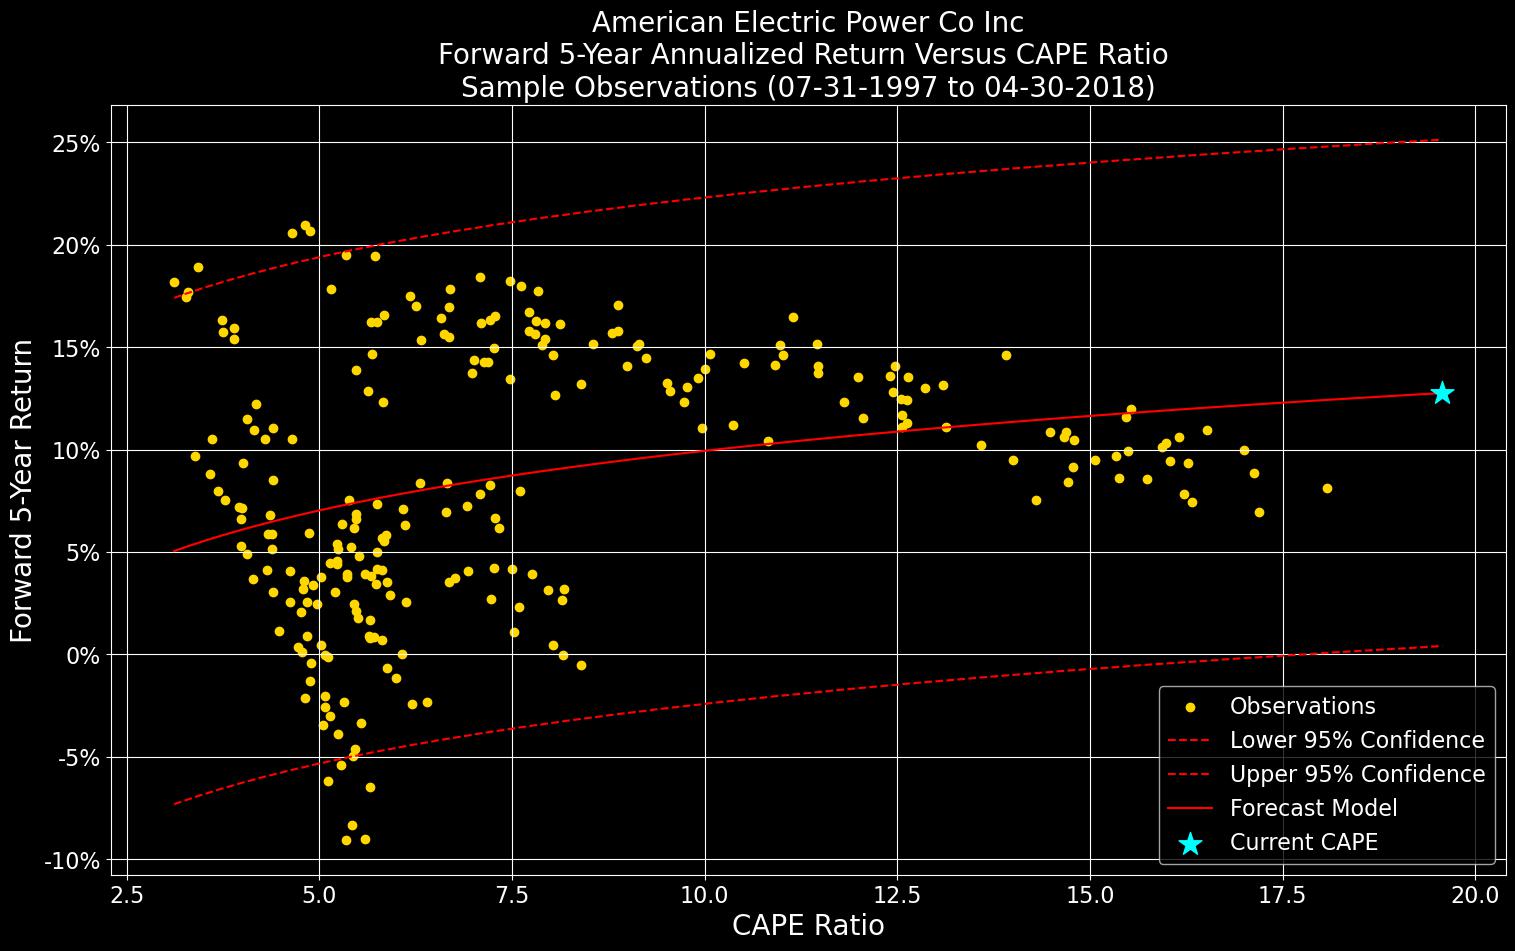 American Electric Power Co Inc
Forward 5-Year Annualized Return Versus CAPE Ratio
Sample Observations (07-31-1997 to 04-30-2018)
Forward 5-Year Return
25%
20%
15%
10%
5%
0%
-5%
-10%
Observations
Lower 95% Confidence
Upper 95% Confidence
Forecast Model
Current CAPE
2.5 5.0 7.5 10.0 12.5 15.0 17.5 20.0
CAPE Ratio